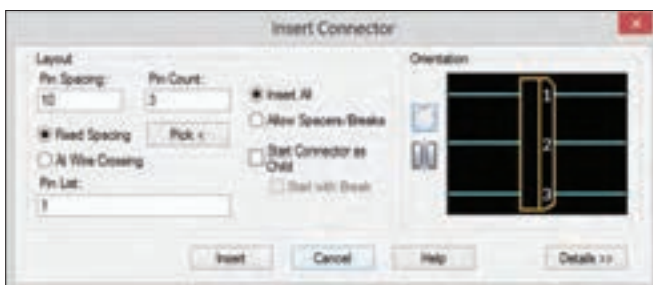 Insert Connector
Layout
Pin Spacing:
Pin Count:
10
3
Fixed Spacing
Pick <
At Wire Crossing
Pin List:
1
Insert All
Allow Spacers/Breaks
Start Connector as
Child
Start with Break
Orientation
1
2
3
Insert
Cancel
Help
Details >>